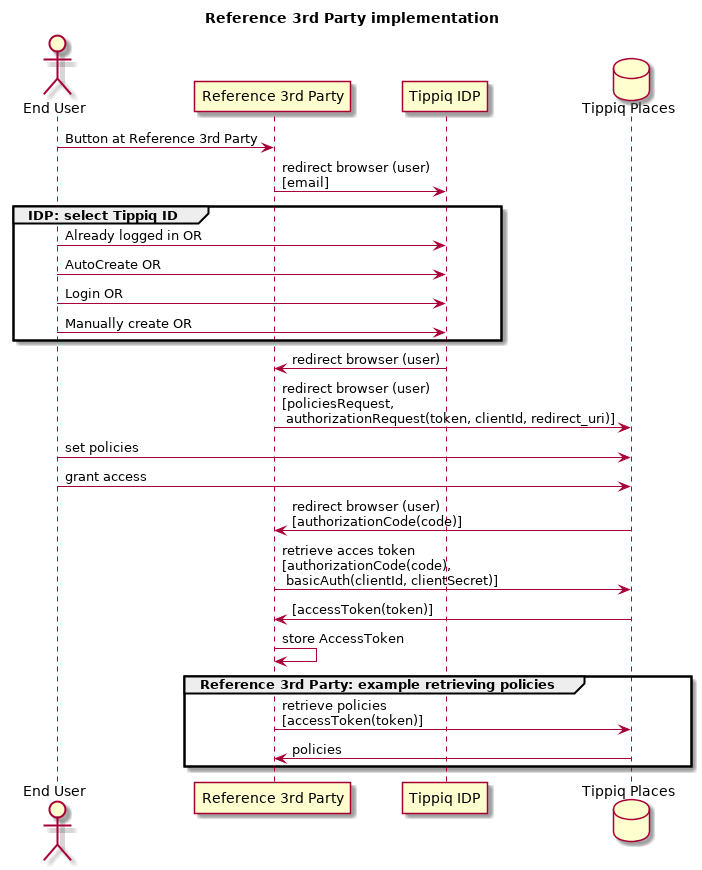 Reference 3rd Party implementation
End User
Reference 3rd Party
Tippiq IDP
Tippiq Places
Button at Reference 3rd Party
redirect browser (user)
[email]
IDP: select Tippiq ID
Already logged in OR
AutoCreate OR
Login OR
Manually create OR
redirect browser (user)
redirect browser (user)
[policiesRequest,
authorizationRequest(token, clientId, redirect_uri)]
set policies
grant access
redirect browser (user)
[authorizationCode(code)]
retrieve acces token
[authorizationCode(code),
basicAuth(clientId, clientSecret)]
[accessToken(token)]
store AccessToken
Reference 3rd Party: example retrieving policies
retrieve policies
[accessToken(token)]
policies
End User
Reference 3rd Party
Tippiq IDP
Tippiq Places